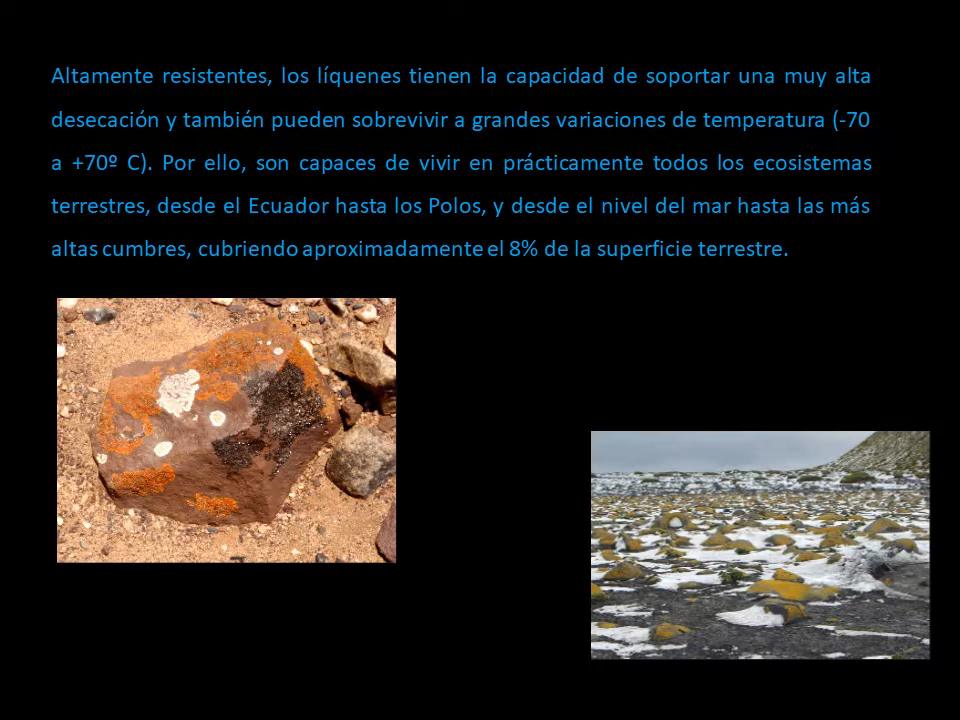 Altamente resistentes, los líquenes tienen la capacidad de soportar una muy alta
desecación y también pueden sobrevivir a grandes variaciones de temperatura (-70
a +70º C). Por ello, son capaces de vivir en prácticamente todos los ecosistemas
terrestres, desde el Ecuador hasta los Polos, y desde el nivel del mar hasta las más
altas cumbres, cubriendo aproximadamente el 8% de la superficie terrestre.